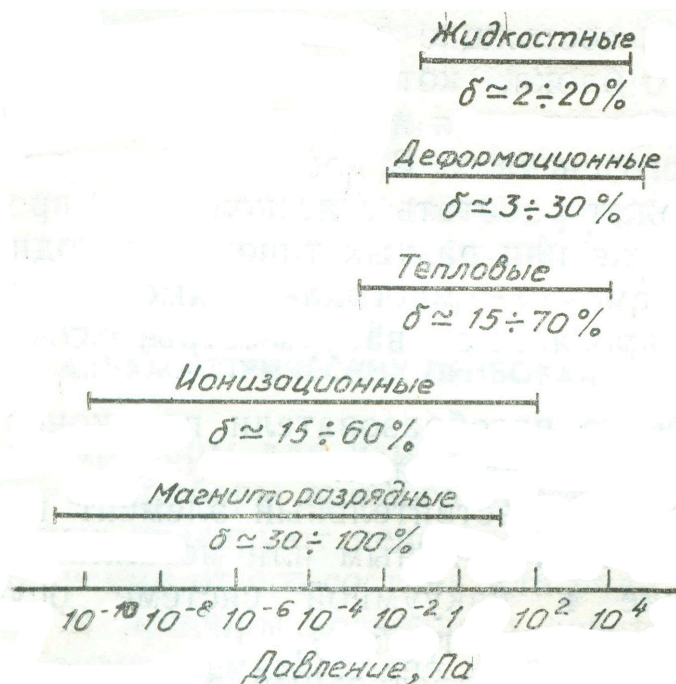 Жидкостные
δ ≃ 2 ÷ 20%
Деформационные
δ ≃ 3 ÷ 30%
Тепловые
δ ≃ 15 ÷ 70%
Ионизационные
δ ≃ 15 ÷ 60%
Магниторазрядные
δ ≃ 30 ÷ 100%
10⁻¹⁰ 10⁻⁸ 10⁻⁶ 10⁻⁴ 10⁻² 1 10² 10⁴
Давление, Па